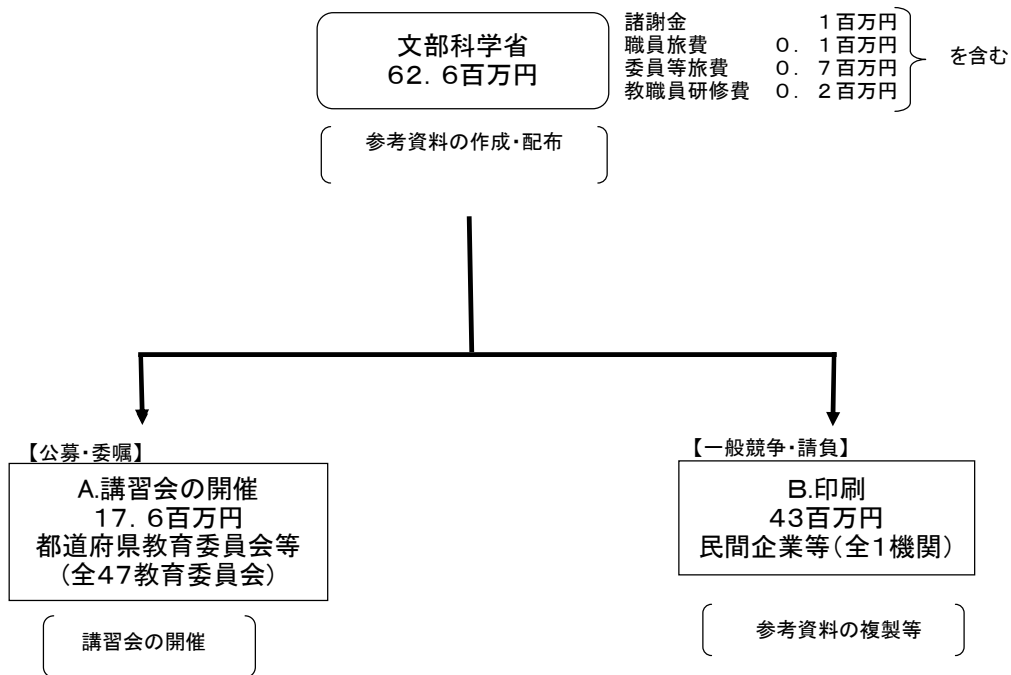 文部科学省
６２．６百万円
諸謝金　　　　　　１百万円
職員旅費　　　０．１百万円
委員等旅費　　０．７百万円
教職員研修費　０．２百万円
を含む
参考資料の作成・配布
【公募・委嘱】
A.講習会の開催
１７．６百万円
都道府県教育委員会等
（全４７教育委員会）
講習会の開催
【一般競争・請負】
B.印刷
４３百万円
民間企業等（全１機関）
参考資料の複製等